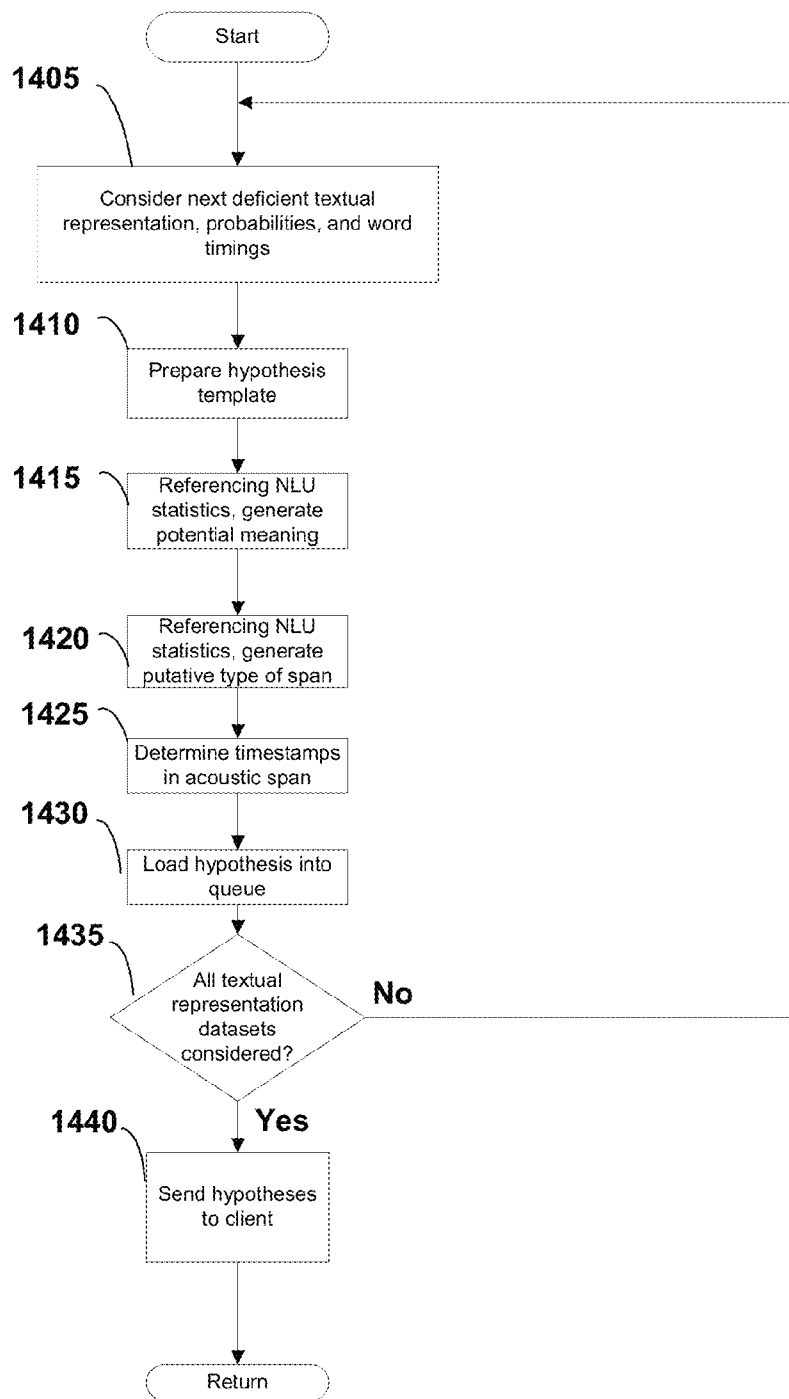 Start
1405
Consider next deficient textual
representation, probabilities, and word
timings
1410
Prepare hypothesis
template
1415
Referencing NLU
statistics, generate
potential meaning
1420
Referencing NLU
statistics, generate
putative type of span
1425
Determine timestamps
in acoustic span
1430
Load hypothesis into
queue
1435
All textual
representation
datasets
considered?
No
Yes
1440
Send hypotheses
to client
Return